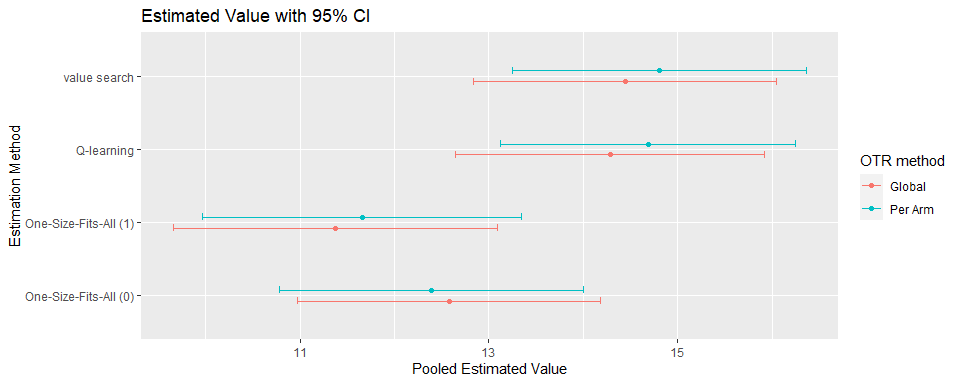 Estimated Value with 95% CI
Estimation Method
value search
Q-learning
One-Size-Fits-All (1)
One-Size-Fits-All (0)
11 13 15
Pooled Estimated Value
OTR method
Global
Per Arm